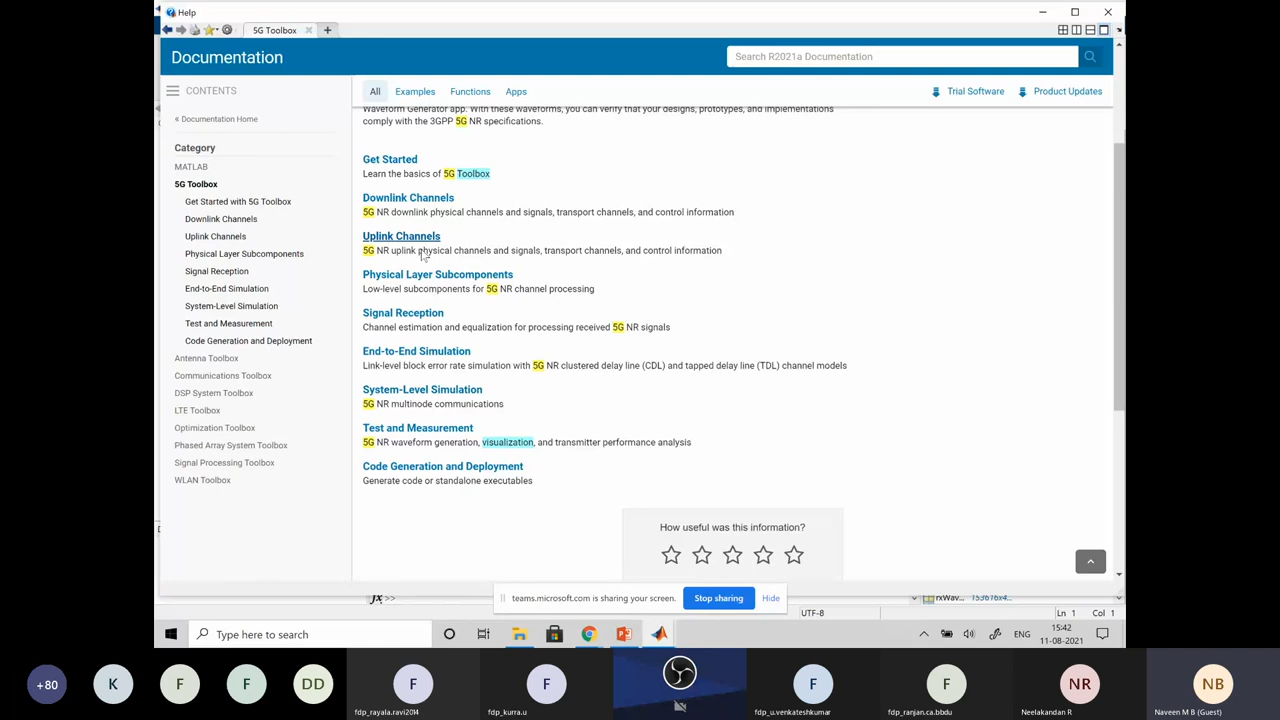 Help
5G Toolbox
Documentation
Search R2021a Documentation
CONTENTS
All
Examples
Functions
Apps
Trial Software
Product Updates
Waveform Generator app. With these waveforms, you can verify that your designs, prototypes, and implementations
comply with the 3GPP 5G NR specifications.
« Documentation Home
Category
MATLAB
5G Toolbox
Get Started with 5G Toolbox
Downlink Channels
Uplink Channels
Physical Layer Subcomponents
Signal Reception
End-to-End Simulation
System-Level Simulation
Test and Measurement
Code Generation and Deployment
Antenna Toolbox
Communications Toolbox
DSP System Toolbox
LTE Toolbox
Optimization Toolbox
Phased Array System Toolbox
Signal Processing Toolbox
WLAN Toolbox
Get Started
Learn the basics of 5G Toolbox
Downlink Channels
5G NR downlink physical channels and signals, transport channels, and control information
Uplink Channels
5G NR uplink physical channels and signals, transport channels, and control information
Physical Layer Subcomponents
Low-level subcomponents for 5G NR channel processing
Signal Reception
Channel estimation and equalization for processing received 5G NR signals
End-to-End Simulation
Link-level block error rate simulation with 5G NR clustered delay line (CDL) and tapped delay line (TDL) channel models
System-Level Simulation
5G NR multinode communications
Test and Measurement
5G NR waveform generation, visualization, and transmitter performance analysis
Code Generation and Deployment
Generate code or standalone executables
How useful was this information?
teams.microsoft.com is sharing your screen.
Stop sharing
Hide
fx >>
rxWav...
153616x4...
UTF-8
Ln 1
Col 1
Type here to search
ENG
15:42
11-08-2021
+80
K
F
F
DD
F
F
F
F
NR
NB
fdp_rayala.ravi2014
fdp_kurra.u
fdp_u.venkateshkumar
fdp_ranjan.ca.bbdu
Neelakandan R
Naveen M B (Guest)